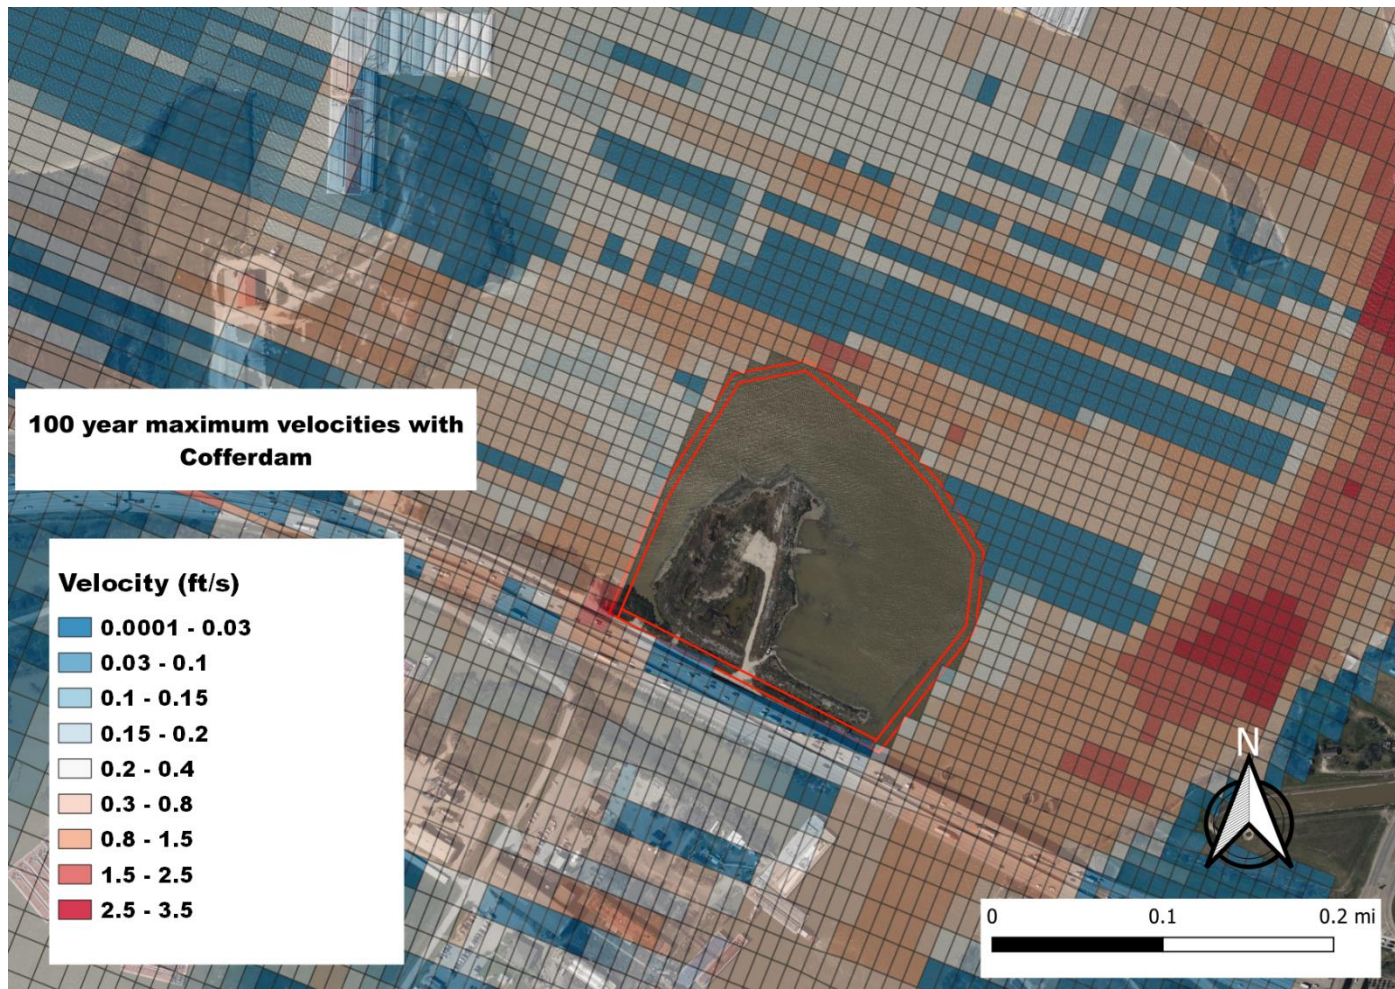 100 year maximum velocities with
Cofferdam
Velocity (ft/s)
0.0001 - 0.03
0.03 - 0.1
0.1 - 0.15
0.15 - 0.2
0.2 - 0.4
0.3 - 0.8
0.8 - 1.5
1.5 - 2.5
2.5 - 3.5
N
0 0.1 0.2 mi